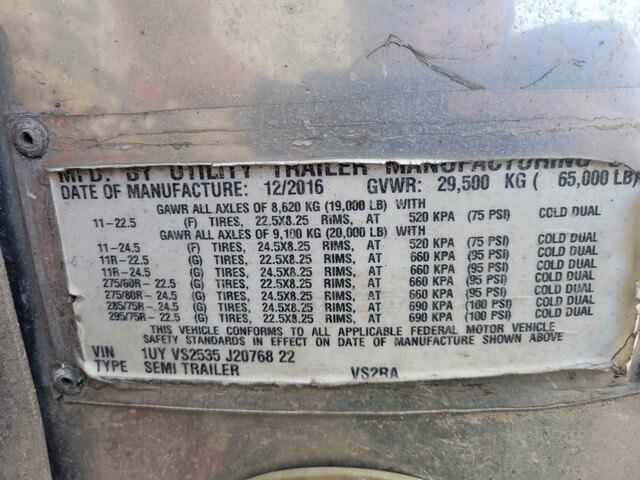 MFD. BY UTILITY TRAILER MANUFACTURING
DATE OF MANUFACTURE: 12/2016 GVWR: 29,500 KG ( 65,000 LB)
GAWR ALL AXLES OF 8,620 KG (19,000 LB) WITH
11-22.5 (F) TIRES, 22.5X8.25 RIMS, AT 520 KPA (75 PSI) COLD DUAL
GAWR ALL AXLES OF 9,100 KG (20,000 LB) WITH
11-24.5 (F) TIRES, 24.5X8.25 RIMS, AT 520 KPA (75 PSI) COLD DUAL
11R-22.5 (G) TIRES, 22.5X8.25 RIMS, AT 660 KPA (95 PSI) COLD DUAL
11R-24.5 (G) TIRES, 24.5X8.25 RIMS, AT 660 KPA (95 PSI) COLD DUAL
275/80R-22.5 (G) TIRES, 22.5X8.25 RIMS, AT 660 KPA (95 PSI) COLD DUAL
275/80R-24.5 (G) TIRES, 24.5X8.25 RIMS, AT 660 KPA (95 PSI) COLD DUAL
285/75R-24.5 (G) TIRES, 24.5X8.25 RIMS, AT 690 KPA (100 PSI) COLD DUAL
295/75R-22.5 (G) TIRES, 22.5X8.25 RIMS, AT 690 KPA (100 PSI) COLD DUAL
THIS VEHICLE CONFORMS TO ALL APPLICABLE FEDERAL MOTOR VEHICLE
SAFETY STANDARDS IN EFFECT ON DATE OF MANUFACTURE SHOWN ABOVE
VIN 1UY VS2535 J20768 22
TYPE SEMI TRAILER VS2RA